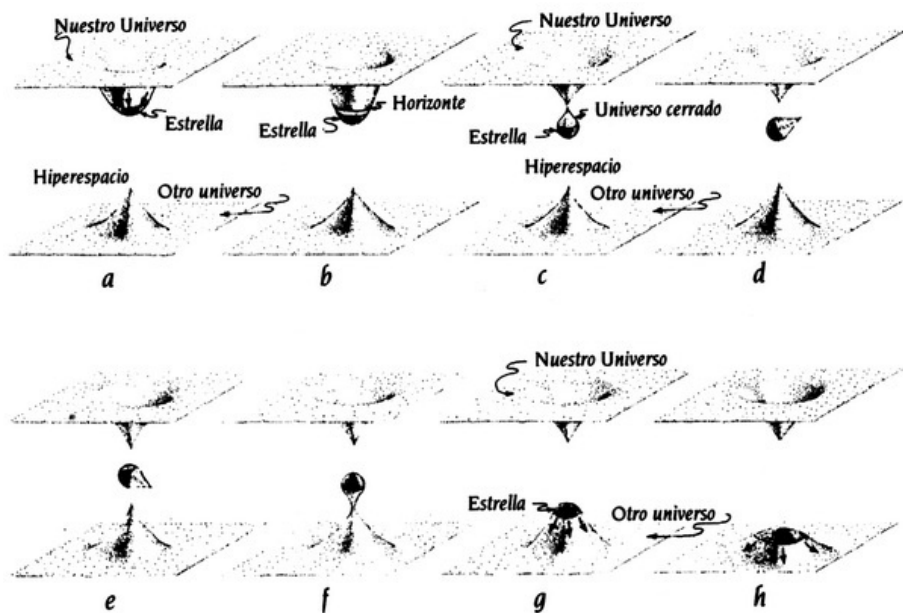 Nuestro Universo
Nuestro Universo
Estrella
Horizonte
Estrella
Universo cerrado
Estrella
Hiperespacio
Otro universo
Hiperespacio
Otro universo
a
b
c
d
Nuestro Universo
Estrella
Otro universo
e
f
g
h